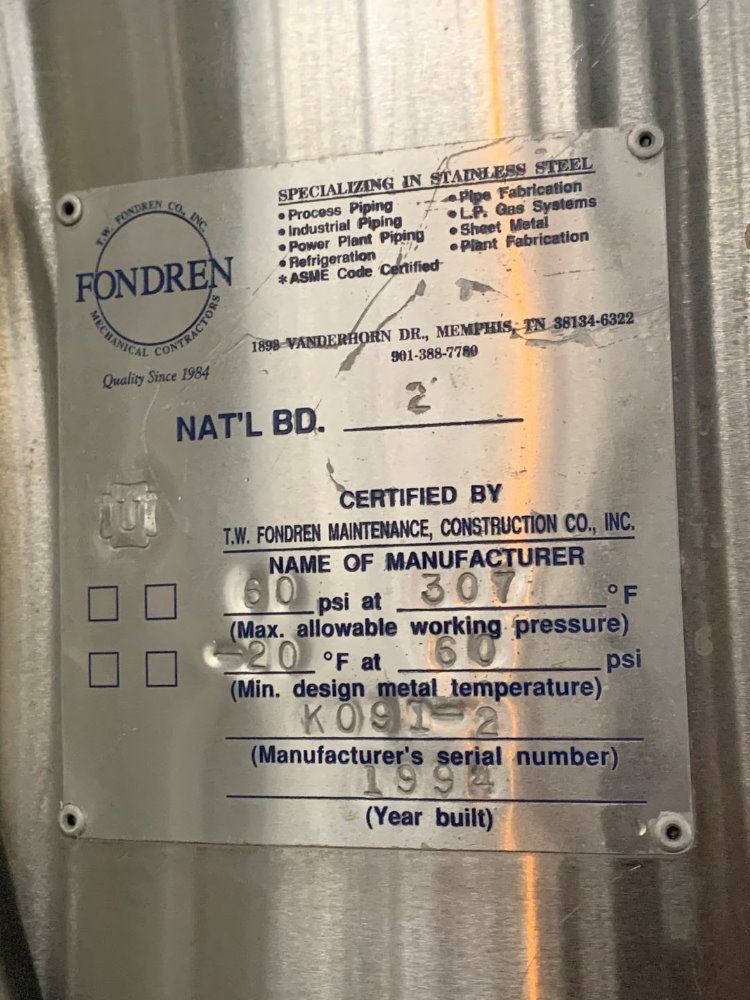 T.W. FONDREN CO., INC.
FONDREN
MECHANICAL CONTRACTORS
Quality Since 1984
SPECIALIZING IN STAINLESS STEEL
• Process Piping
• Industrial Piping
• Power Plant Piping
• Refrigeration
* ASME Code Certified
• Pipe Fabrication
• L.P. Gas Systems
• Sheet Metal
• Plant Fabrication
1898 VANDERHORN DR., MEMPHIS, TN 38134-6322
901-388-7780
NAT'L BD. 2
U
CERTIFIED BY
T.W. FONDREN MAINTENANCE, CONSTRUCTION CO., INC.
NAME OF MANUFACTURER
60 psi at 307 °F
(Max. allowable working pressure)
-20 °F at 60 psi
(Min. design metal temperature)
K091-2
(Manufacturer's serial number)
1994
(Year built)